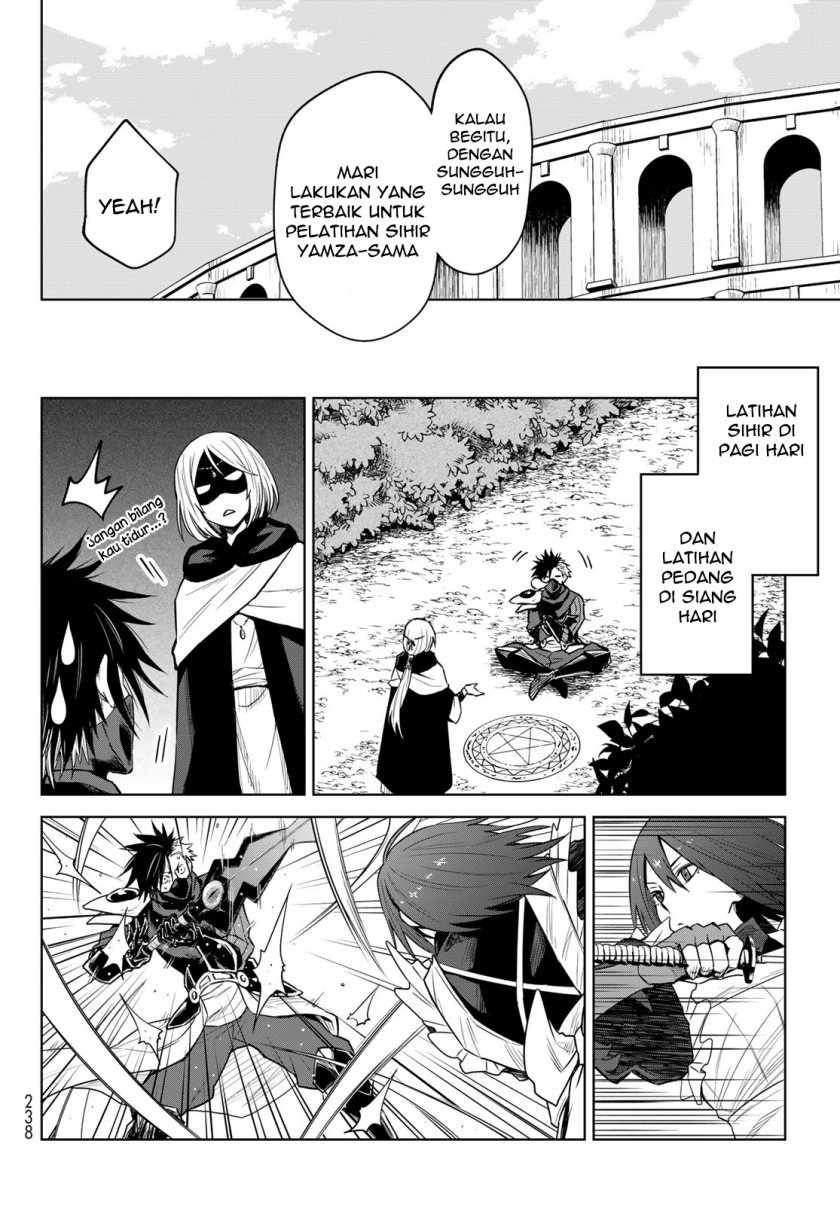 KALAU
BEGITU,
DENGAN
SUNGGUH-
SUNGGUH
MARI
LAKUKAN YANG
TERBAIK UNTUK
PELATIHAN SIHIR
YAMZA-SAMA
YEAH!
LATIHAN
SIHIR DI
PAGI HARI
DAN
LATIHAN
PEDANG
DI SIANG
HARI
Jangan bilang
kau tidur...?
238